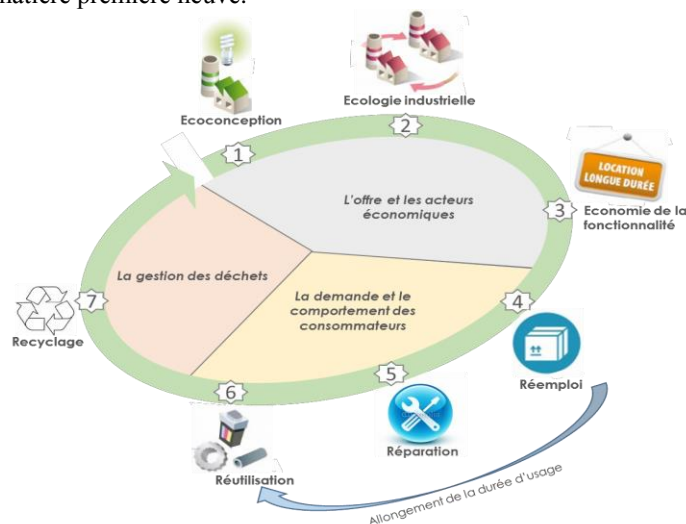 matière première neuve.
Ecoconception
1
Ecologie industrielle
2
LOCATION
LONGUE DURÉE
3
Economie de la
fonctionnalité
L'offre et les acteurs
économiques
La gestion des déchets
La demande et le
comportement des
consommateurs
4
Réemploi
5
Réparation
6
Réutilisation
7
Recyclage
Allongement de la durée d'usage